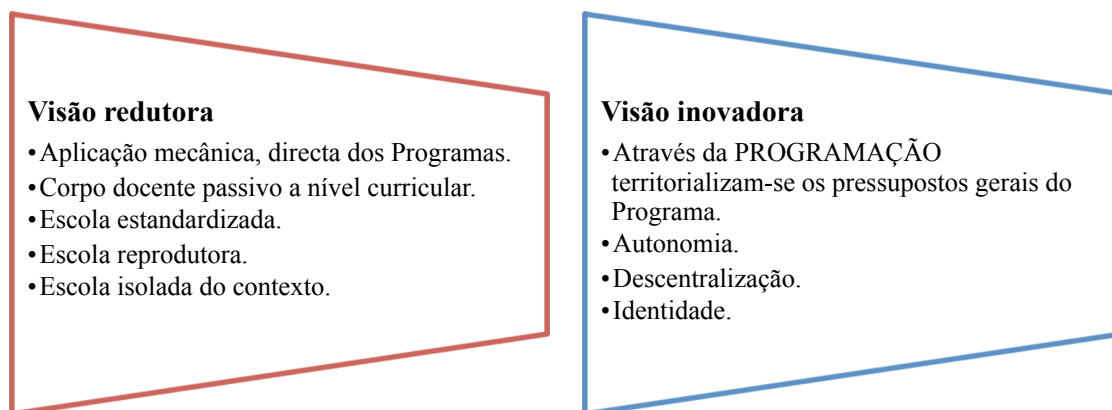 Visão redutora
•Aplicação mecânica, directa dos Programas.
•Corpo docente passivo a nível curricular.
•Escola estandardizada.
•Escola reprodutora.
•Escola isolada do contexto.
Visão inovadora
•Através da PROGRAMAÇÃO
territorializam-se os pressupostos gerais do
Programa.
•Autonomia.
•Descentralização.
•Identidade.